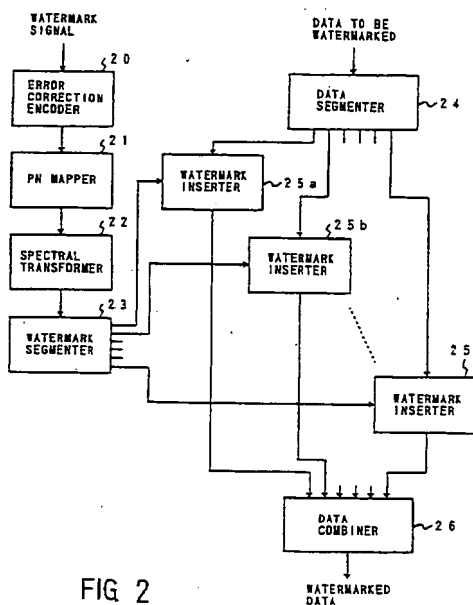 WATERMARK
SIGNAL
20
ERROR
CORRECTION
ENCODER
21
PN MAPPER
22
SPECTRAL
TRANSFORMER
23
WATERMARK
SEGMENTER
DATA TO BE
WATERMARKED
DATA
SEGMENTER
24
WATERMARK
INSERTER
25a
25b
WATERMARK
INSERTER
25
WATERMARK
INSERTER
DATA
COMBINER
26
WATERMARKED
DATA
FIG 2